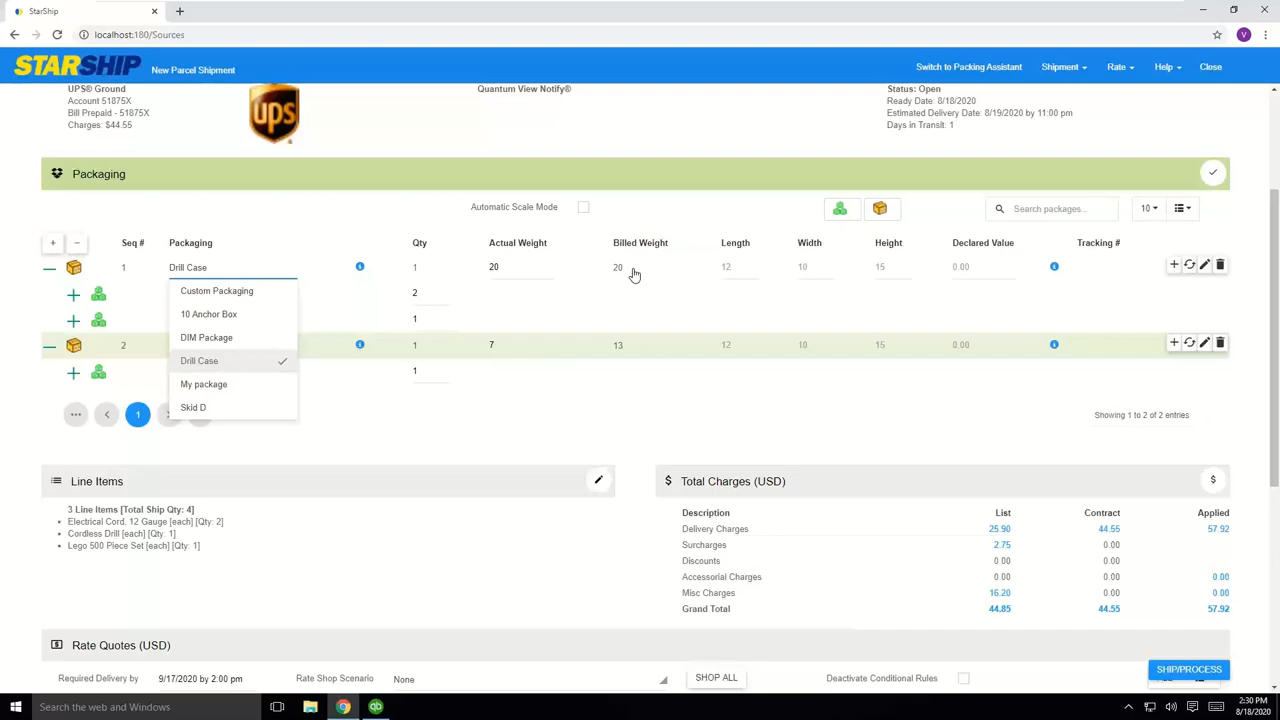 StarShip
localhost:180/Sources
V
STARSHIP
New Parcel Shipment
Switch to Packing Assistant
Shipment
Rate
Help
Close
UPS® Ground
Account 51875X
Bill Prepaid - 51875X
Charges: $44.55
ups
Quantum View Notify®
Status: Open
Ready Date: 8/18/2020
Estimated Delivery Date: 8/19/2020 by 11:00 pm
Days in Transit: 1
Packaging
Automatic Scale Mode
Search packages...
10
Seq # Packaging Qty Actual Weight Billed Weight Length Width Height Declared Value Tracking #
1 Drill Case 1 20 20 12 10 15 0.00
2
1
2 1 7 13 12 10 15 0.00
1
Custom Packaging
10 Anchor Box
DIM Package
Drill Case
My package
Skid D
1
Showing 1 to 2 of 2 entries
Line Items
3 Line Items [Total Ship Qty: 4]
Electrical Cord. 12 Gauge [each] [Qty: 2]
Cordless Drill [each] [Qty: 1]
Lego 500 Piece Set [each] [Qty: 1]
Total Charges (USD)
Description List Contract Applied
Delivery Charges 25.90 44.55 57.92
Surcharges 2.75 0.00
Discounts 0.00 0.00
Accessorial Charges 0.00 0.00 0.00
Misc Charges 16.20 0.00 0.00
Grand Total 44.85 44.55 57.92
Rate Quotes (USD)
Required Delivery by 9/17/2020 by 2:00 pm
Rate Shop Scenario None
SHOP ALL
Deactivate Conditional Rules
SHIP/PROCESS
Search the web and Windows
2:30 PM
8/18/2020